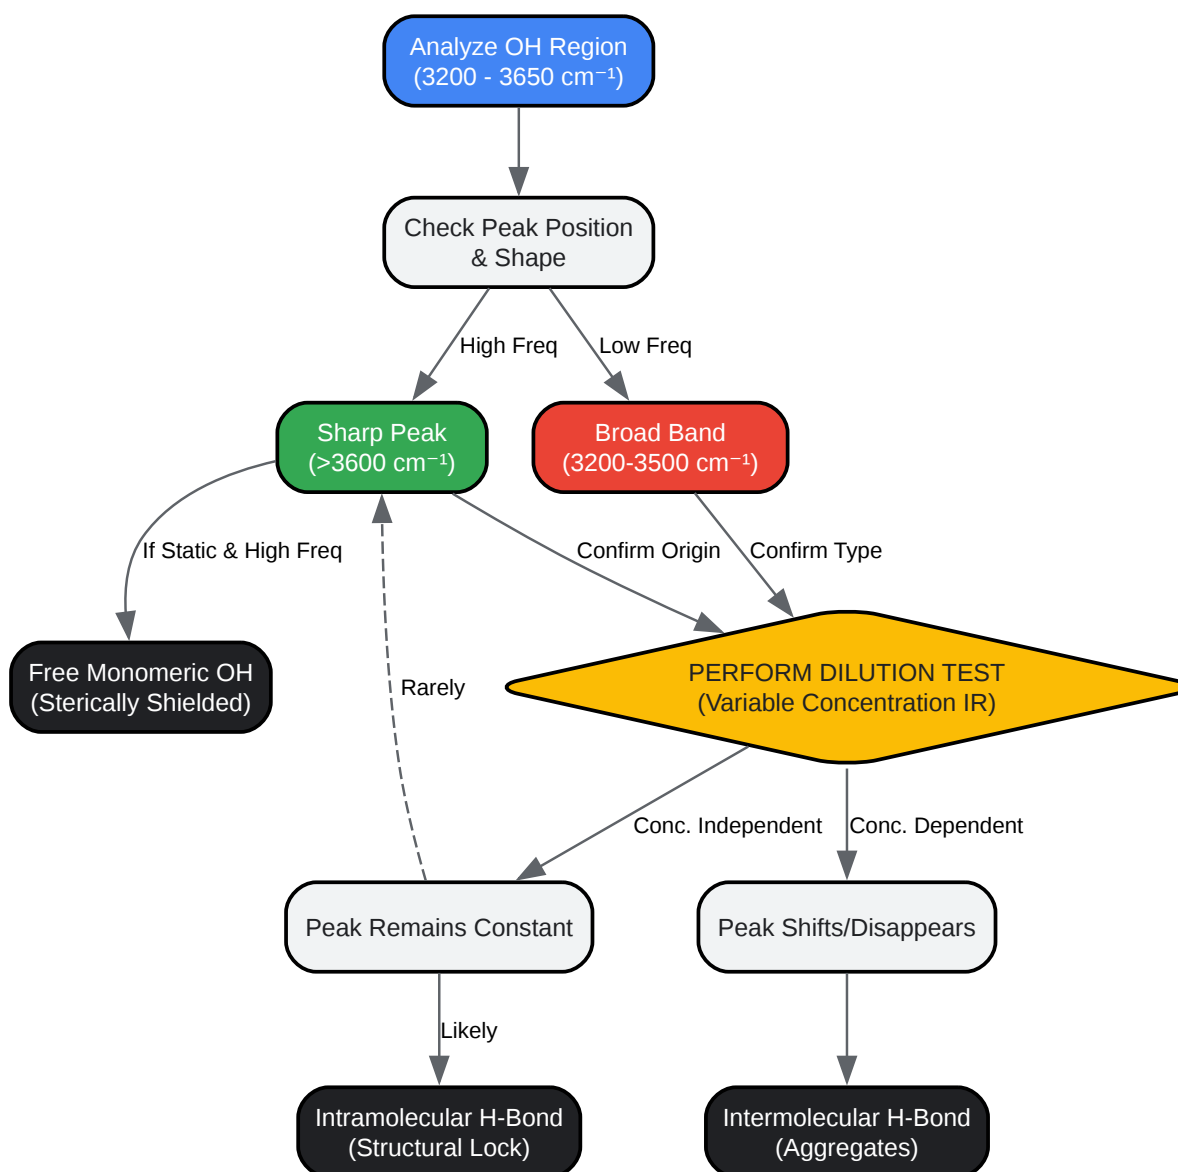 Analyze OH Region
(3200 - 3650 cm⁻¹)
Check Peak Position
& Shape
High Freq
Low Freq
Sharp Peak
(>3600 cm⁻¹)
Broad Band
(3200-3500 cm⁻¹)
If Static & High Freq
Confirm Origin
Confirm Type
Free Monomeric OH
(Sterically Shielded)
Rarely
PERFORM DILUTION TEST
(Variable Concentration IR)
Conc. Independent
Conc. Dependent
Peak Remains Constant
Peak Shifts/Disappears
Likely
Intramolecular H-Bond
(Structural Lock)
Intermolecular H-Bond
(Aggregates)